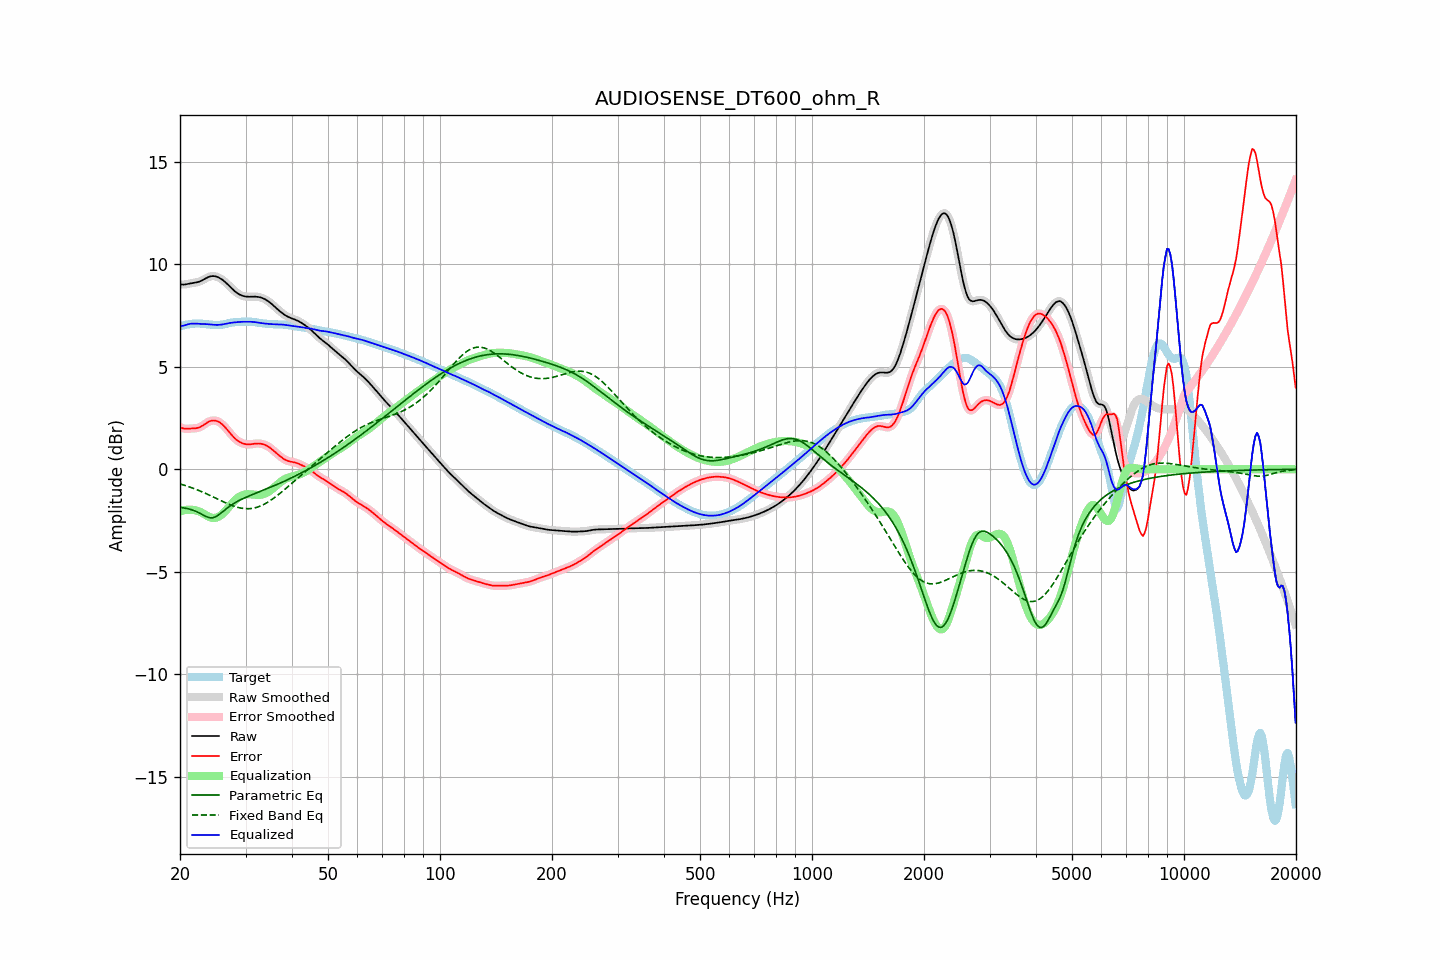 AUDIOSENSE_DT600_ohm_R
Amplitude (dBr)
15
10
5
0
−5
−10
−15
Target
Raw Smoothed
Error Smoothed
Raw
Error
Equalization
Parametric Eq
Fixed Band Eq
Equalized
20 50 100 200 500 1000 2000 5000 10000 20000
Frequency (Hz)